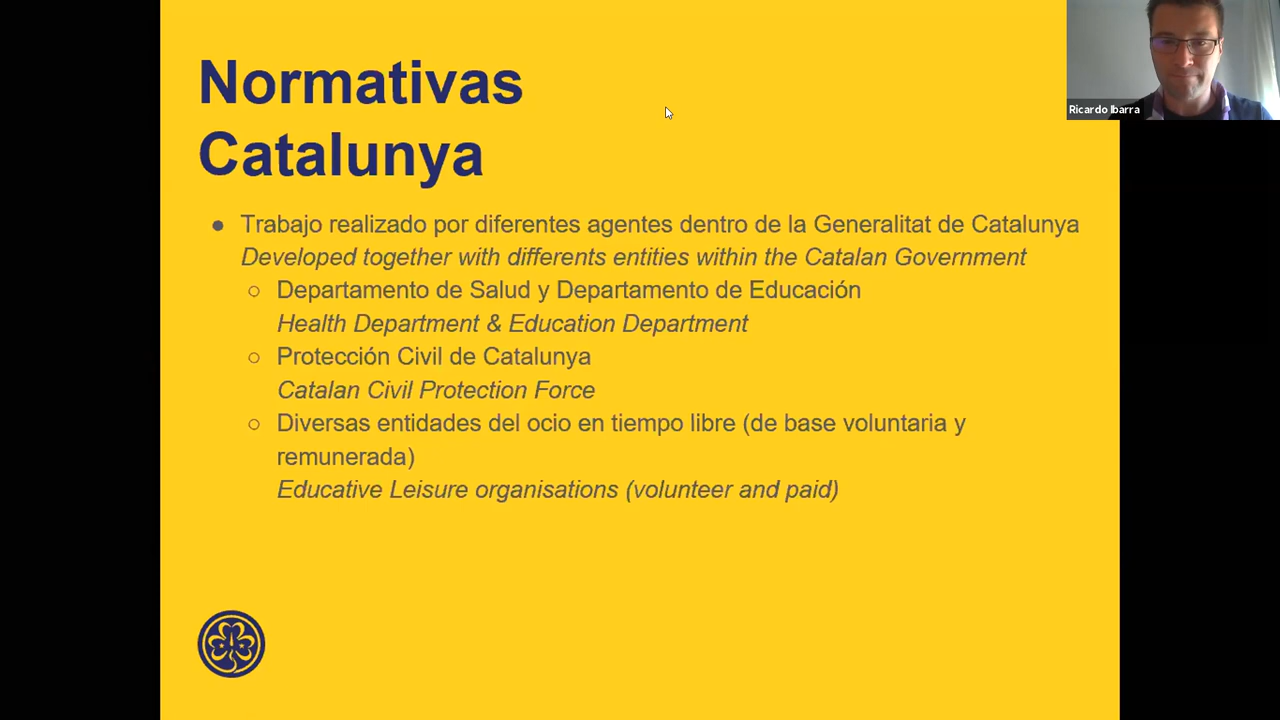 Normativas
Catalunya
Ricardo Ibarra
● Trabajo realizado por diferentes agentes dentro de la Generalitat de Catalunya
Developed together with differents entities within the Catalan Government
○ Departamento de Salud y Departamento de Educación
Health Department & Education Department
○ Protección Civil de Catalunya
Catalan Civil Protection Force
○ Diversas entidades del ocio en tiempo libre (de base voluntaria y
remunerada)
Educative Leisure organisations (volunteer and paid)